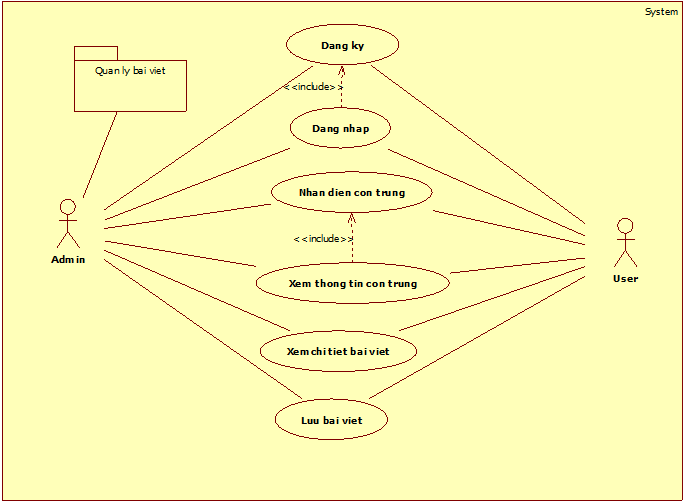 System
Dang ky
Quan ly bai viet
<<include>>
Dang nhap
Nhan dien con trung
Admin
<<include>>
User
Xem thong tin con trung
Xem chi tiet bai viet
Luu bai viet